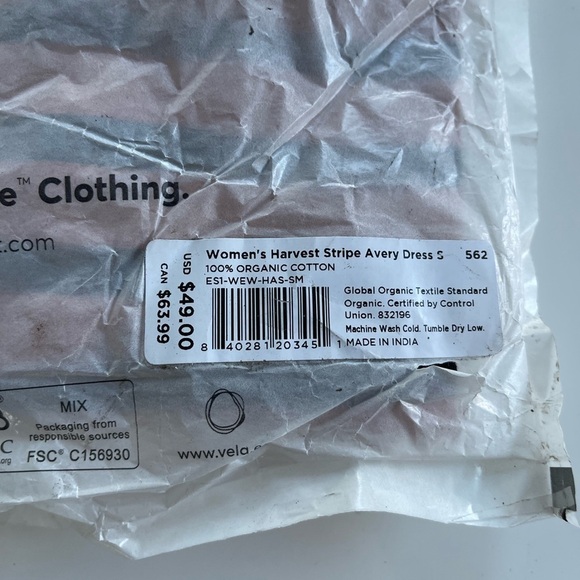 e™ Clothing.
t.com
Women's Harvest Stripe Avery Dress S 562
100% ORGANIC COTTON
ES1-WEW-HAS-SM
USD $49.00
CAN $63.99
8 40281 20345 1
Global Organic Textile Standard
Organic. Certified by Control
Union. 832196
Machine Wash Cold. Tumble Dry Low.
MADE IN INDIA
®
C
.org
MIX
Packaging from
responsible sources
FSC® C156930
www.vela.